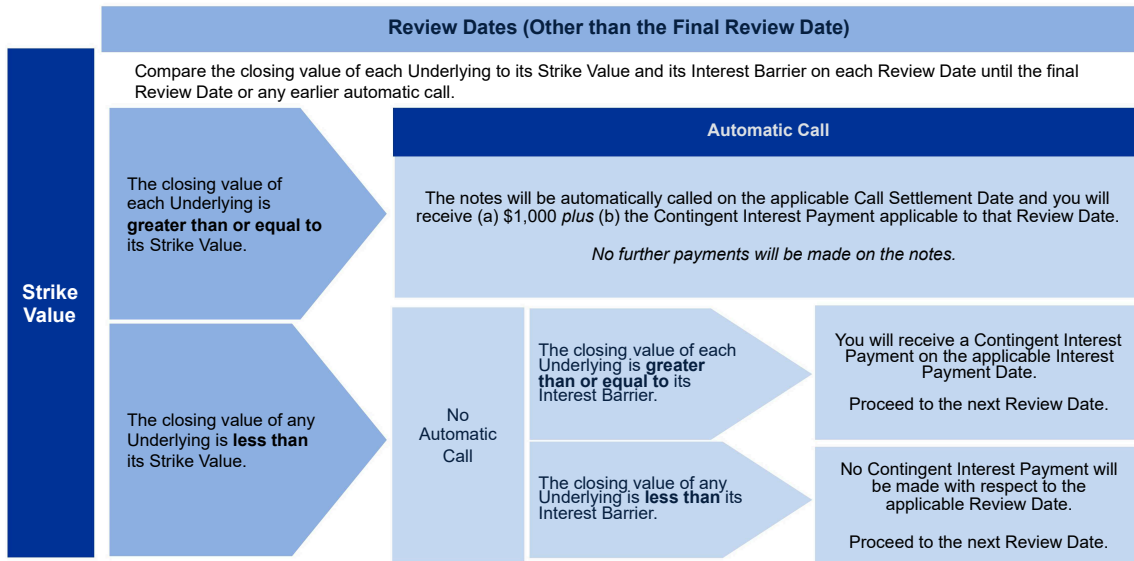 Review Dates (Other than the Final Review Date)
Compare the closing value of each Underlying to its Strike Value and its Interest Barrier on each Review Date until the final
Review Date or any earlier automatic call.
Strike
Value
The closing value of
each Underlying is
greater than or equal to
its Strike Value.
Automatic Call
The notes will be automatically called on the applicable Call Settlement Date and you will
receive (a) $1,000 plus (b) the Contingent Interest Payment applicable to that Review Date.
No further payments will be made on the notes.
The closing value of any
Underlying is less than
its Strike Value.
No
Automatic
Call
The closing value of each
Underlying is greater
than or equal to its
Interest Barrier.
You will receive a Contingent Interest
Payment on the applicable Interest
Payment Date.
Proceed to the next Review Date.
The closing value of any
Underlying is less than its
Interest Barrier.
No Contingent Interest Payment will
be made with respect to the
applicable Review Date.
Proceed to the next Review Date.